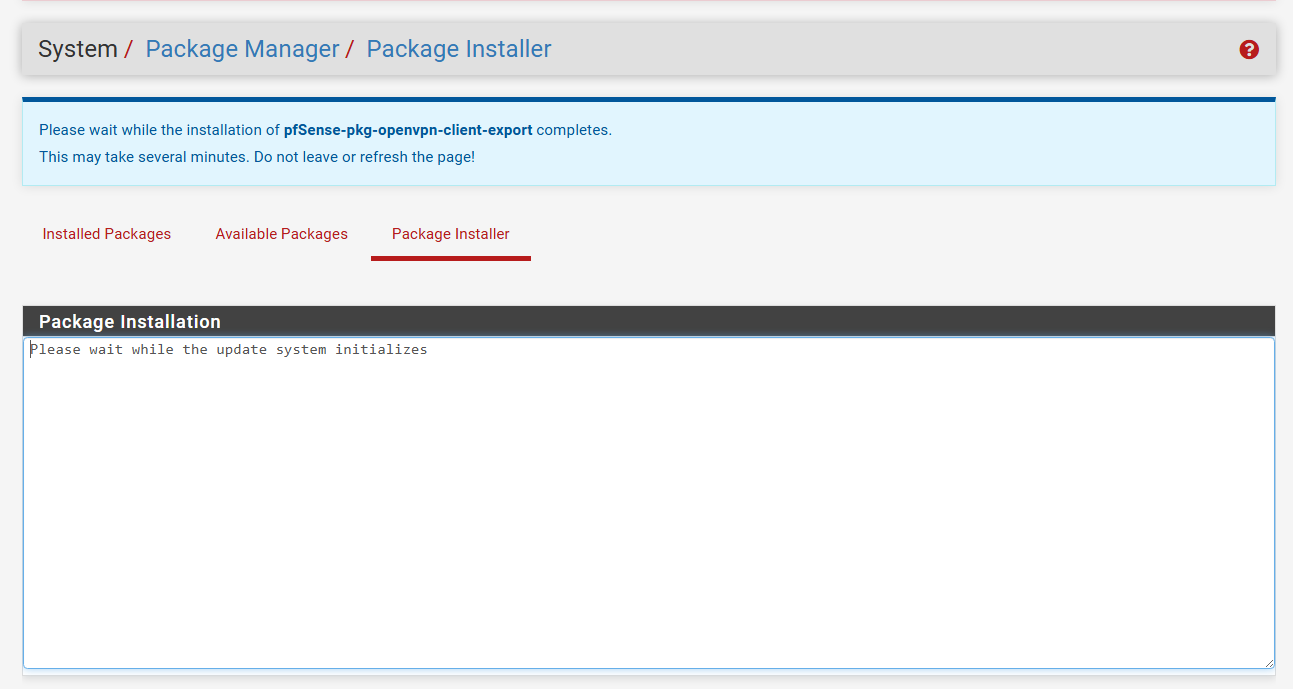 System / Package Manager / Package Installer
Please wait while the installation of pfSense-pkg-openvpn-client-export completes.
This may take several minutes. Do not leave or refresh the page!
Installed Packages Available Packages Package Installer
Package Installation
Please wait while the update system initializes